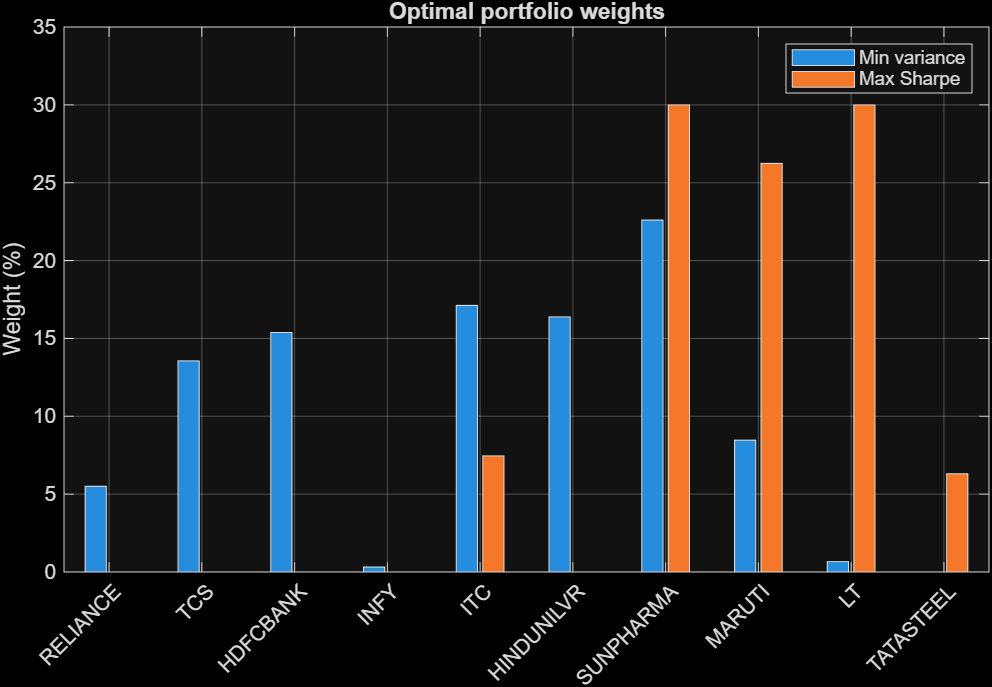 Optimal portfolio weights
Min variance
Max Sharpe
Weight (%)
35
30
25
20
15
10
5
0
RELIANCE
TCS
HDFCBANK
INFY
ITC
HINDUNILVR
SUNPHARMA
MARUTI
LT
TATASTEEL